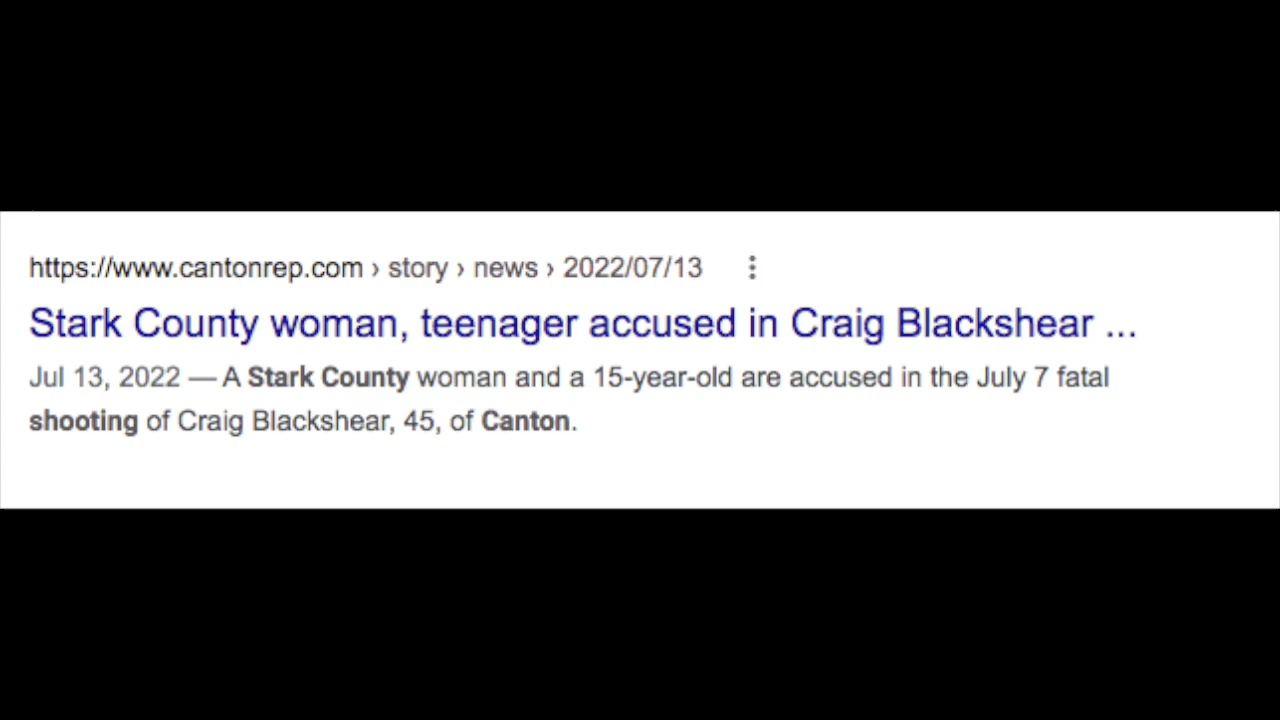 https://www.cantonrep.com › story › news › 2022/07/13
Stark County woman, teenager accused in Craig Blackshear ...
Jul 13, 2022 — A Stark County woman and a 15-year-old are accused in the July 7 fatal
shooting of Craig Blackshear, 45, of Canton.